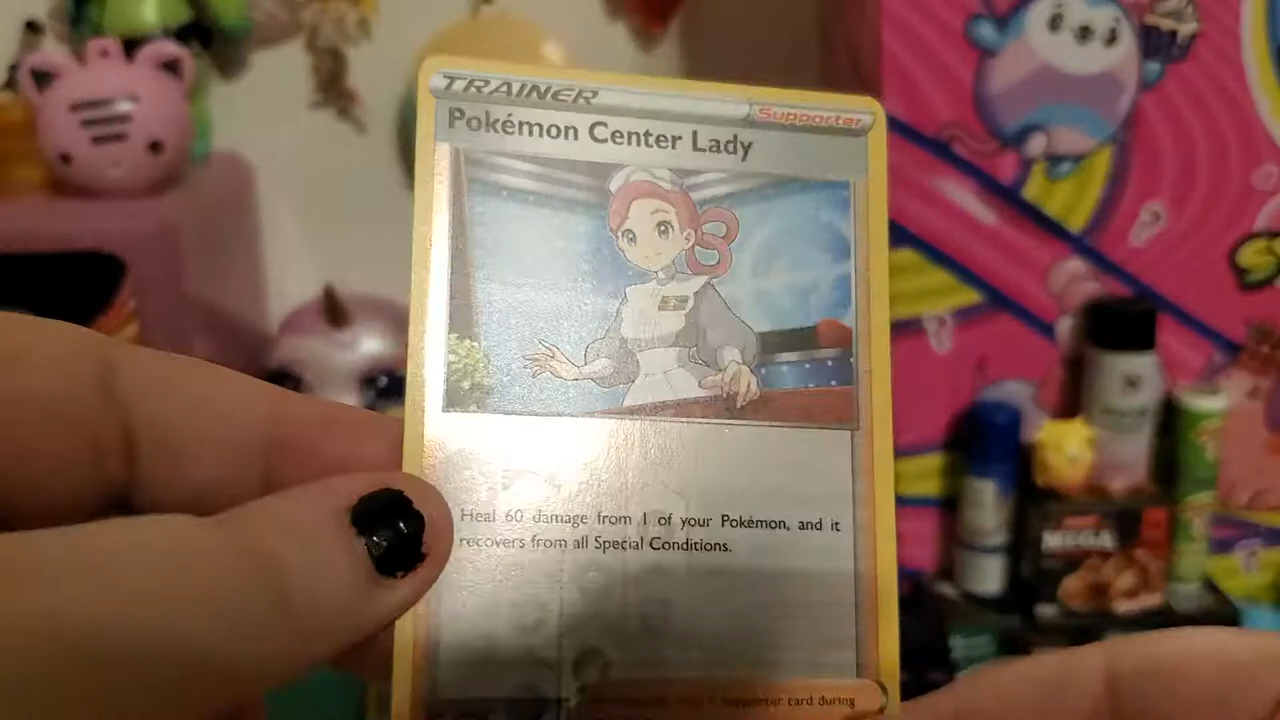 TRAINER
Supporter
Pokémon Center Lady
Heal 60 damage from 1 of your Pokémon, and it
recovers from all Special Conditions.
Supporter card during
MEGA